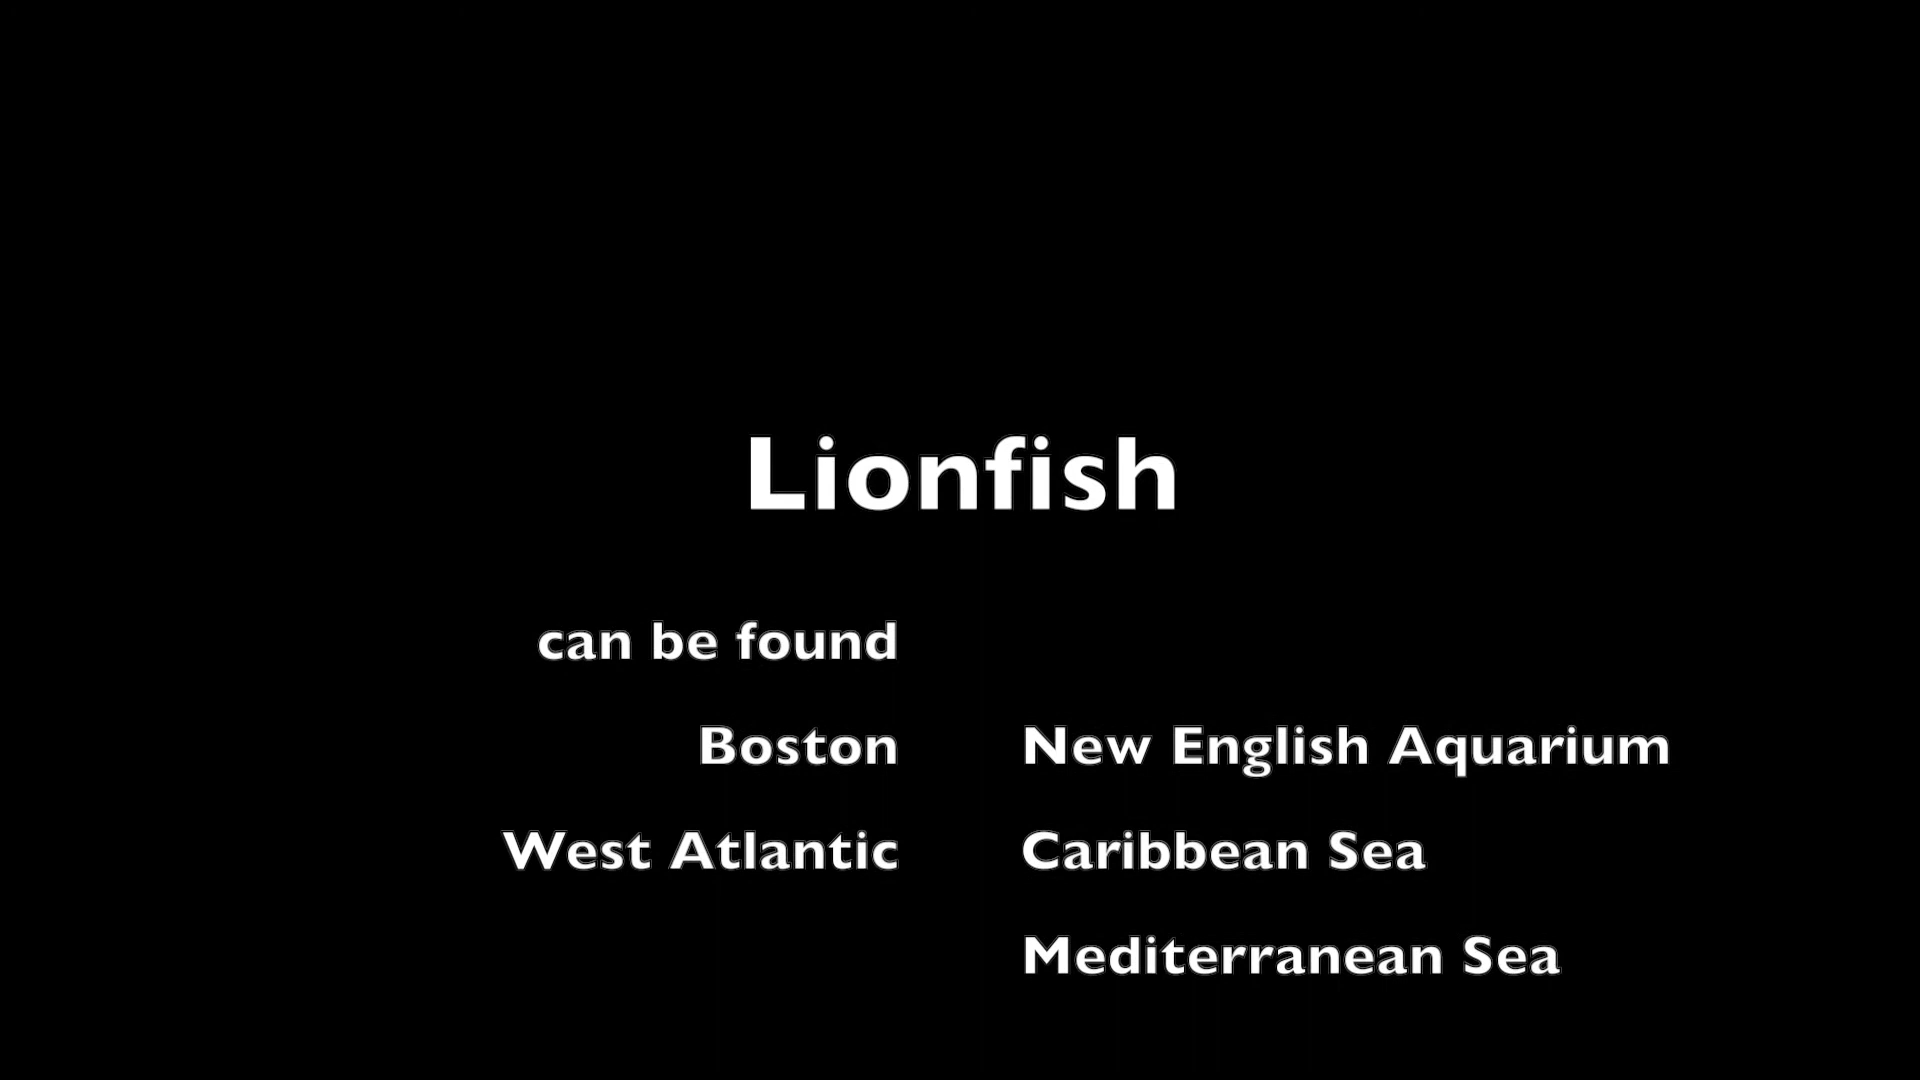 Lionfish
can be found
Boston New English Aquarium
West Atlantic Caribbean Sea
Mediterranean Sea